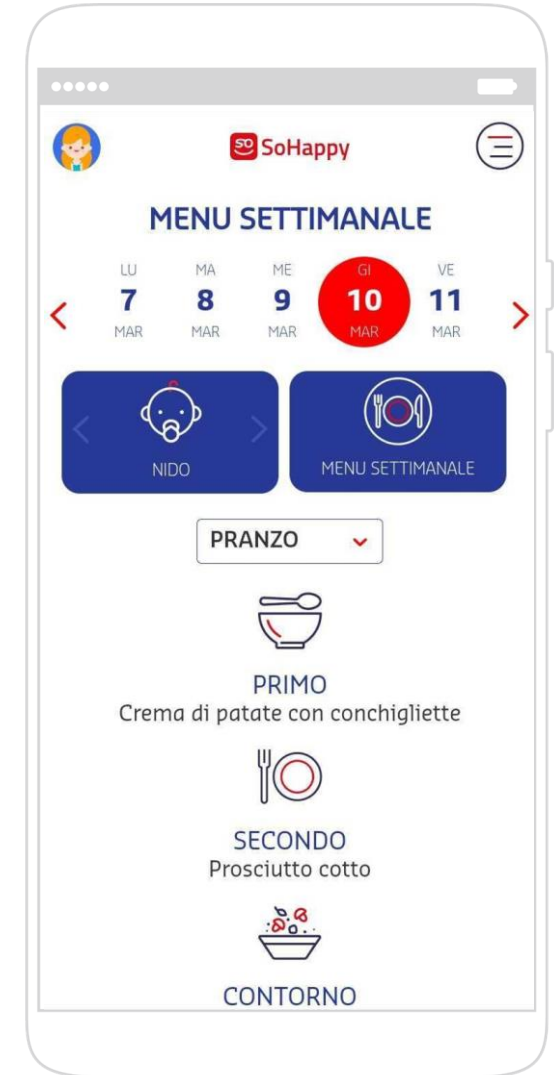 so SoHappy
MENU SETTIMANALE
LU MA ME GI VE
7 8 9 10 11
MAR MAR MAR MAR MAR
NIDO MENU SETTIMANALE
PRANZO
PRIMO
Crema di patate con conchigliette
SECONDO
Prosciutto cotto
CONTORNO